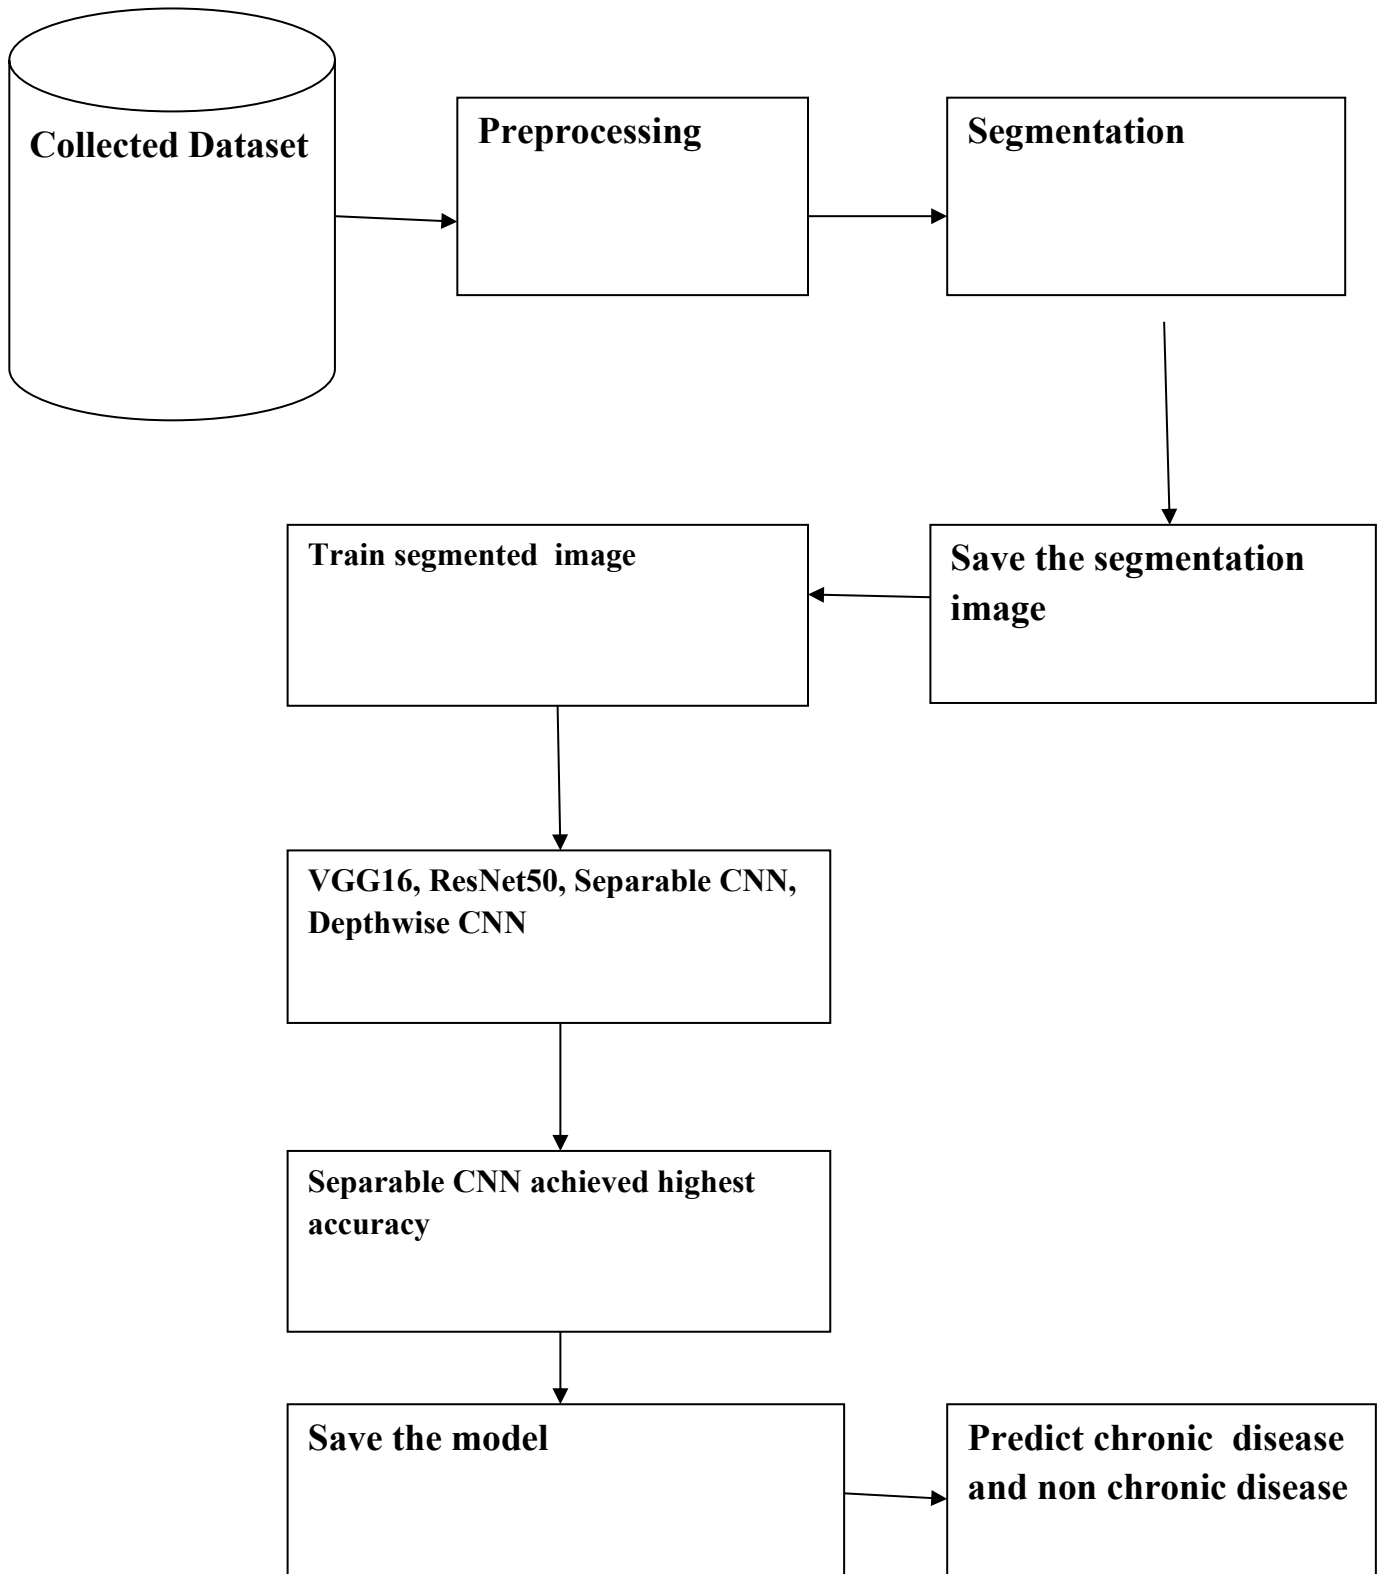 Collected Dataset
Preprocessing
Segmentation
Save the segmentation
image
Train segmented  image
VGG16, ResNet50, Separable CNN,
Depthwise CNN
Separable CNN achieved highest
accuracy
Save the model
Predict chronic  disease
and non chronic disease